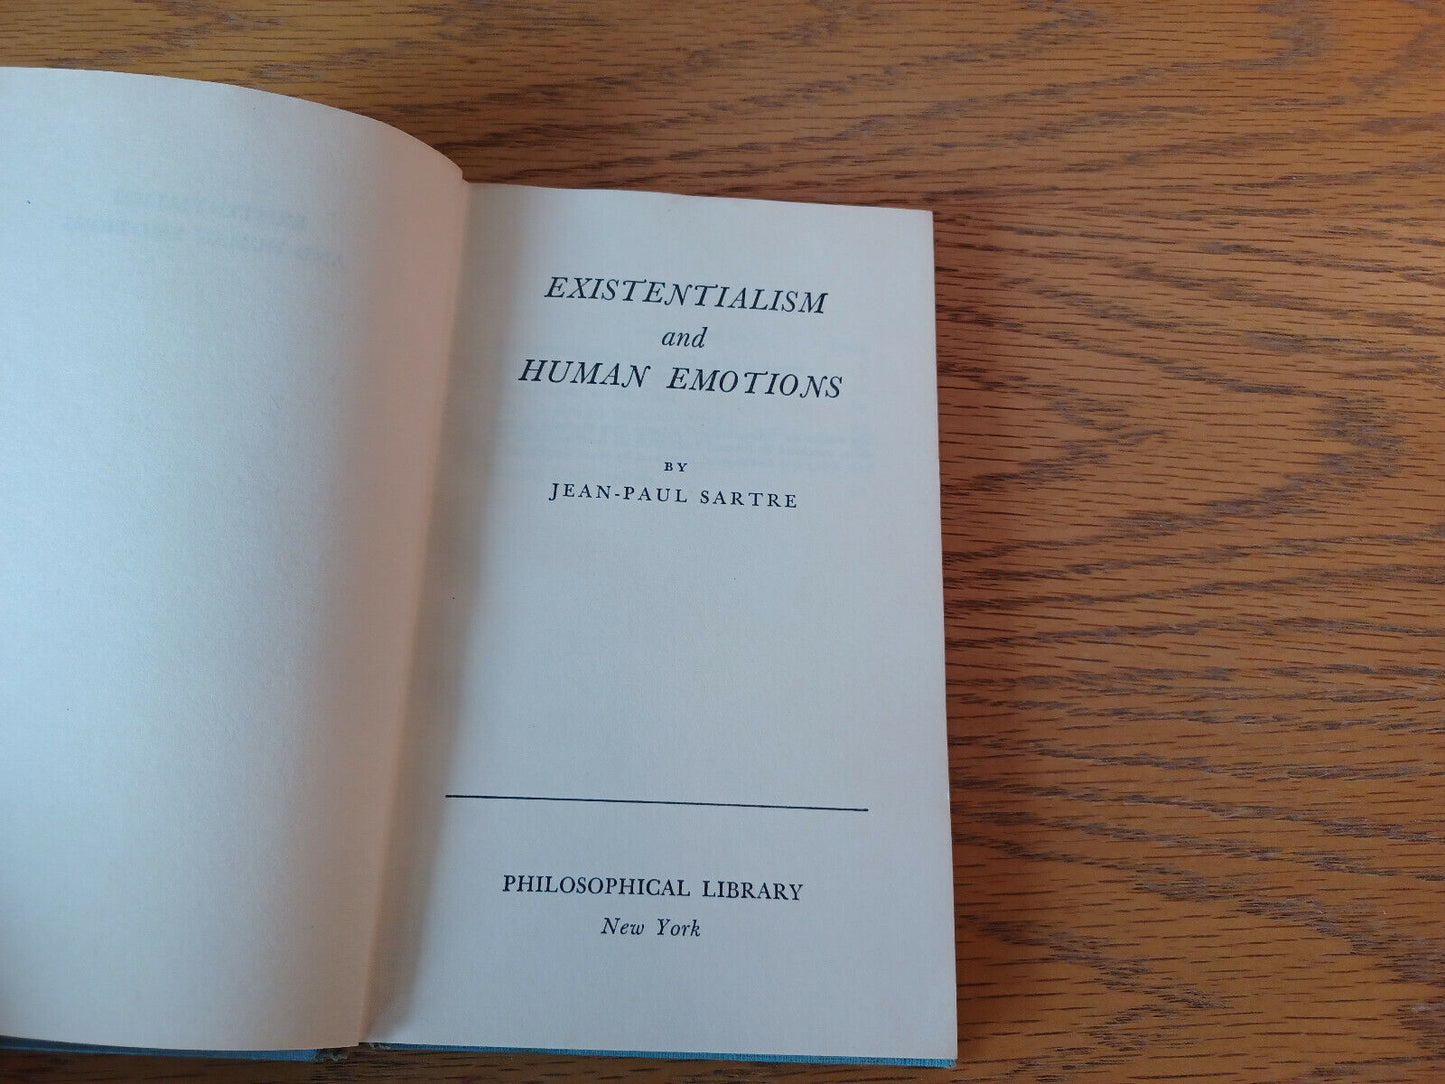 EXISTENTIALISM
and
HUMAN EMOTIONS
BY
JEAN-PAUL SARTRE
PHILOSOPHICAL LIBRARY
New York